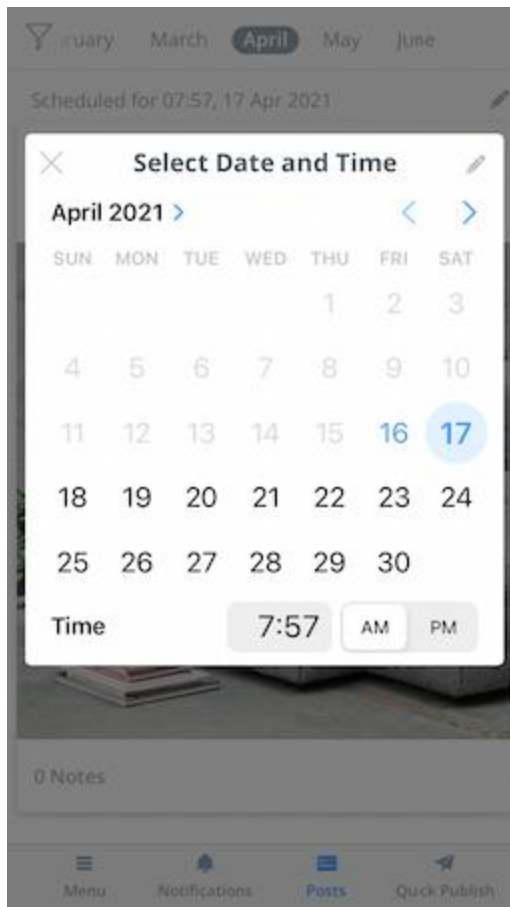 ruary March April May June
Scheduled for 07:57, 17 Apr 2021
Select Date and Time
April 2021
SUN MON TUE WED THU FRI SAT
1 2 3
4 5 6 7 8 9 10
11 12 13 14 15 16 17
18 19 20 21 22 23 24
25 26 27 28 29 30
Time 7:57 AM PM
0 Notes
Menu Notifications Posts Quck Publish